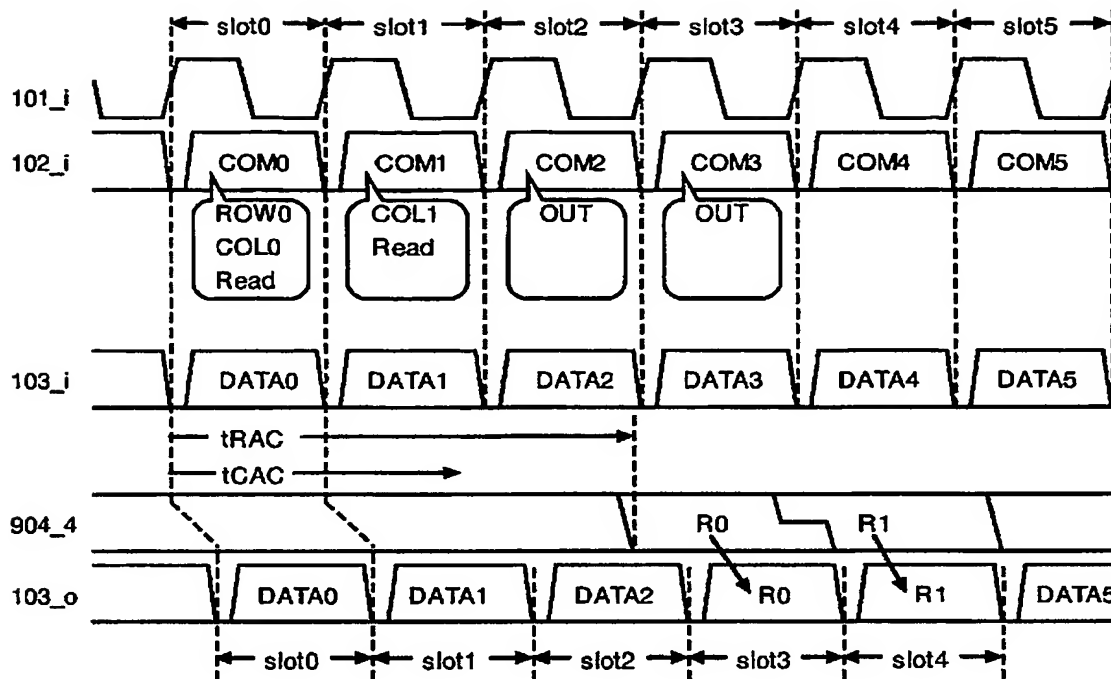 slot0 slot1 slot2 slot3 slot4 slot5
101_i
102_i COM0 COM1 COM2 COM3 COM4 COM5
ROW0 COL1 OUT OUT
COL0 Read
Read
103_i DATA0 DATA1 DATA2 DATA3 DATA4 DATA5
tRAC
tCAC
904_4 R0 R1
103_o DATA0 DATA1 DATA2 R0 R1 DATA5
slot0 slot1 slot2 slot3 slot4